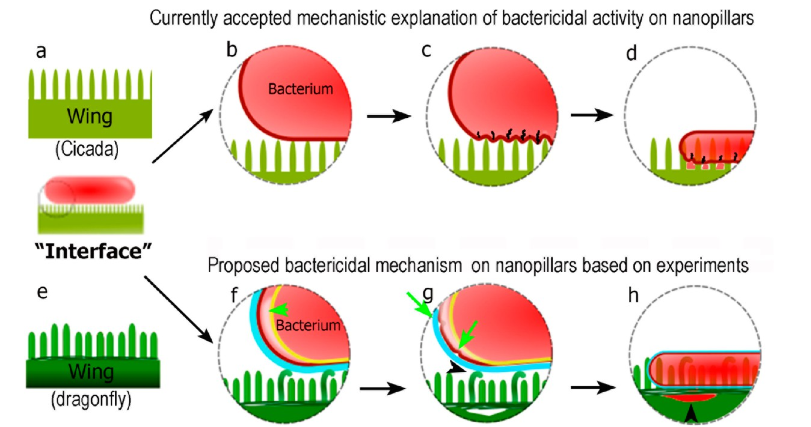 Currently accepted mechanistic explanation of bactericidal activity on nanopillars
a
b
c
d
Bacterium
Wing
(Cicada)
"Interface"
Proposed bactericidal mechanism on nanopillars based on experiments
e
f
g
h
Bacterium
Wing
(dragonfly)